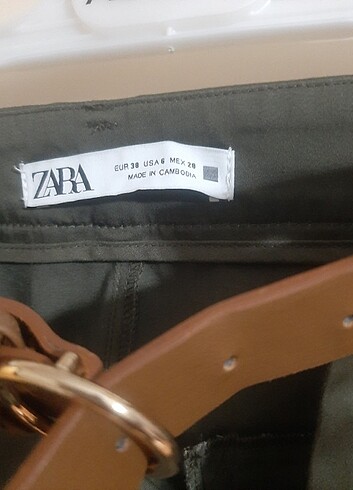 ZARA
EUR 38 USA 6 MEX 28
MADE IN CAMBODIA